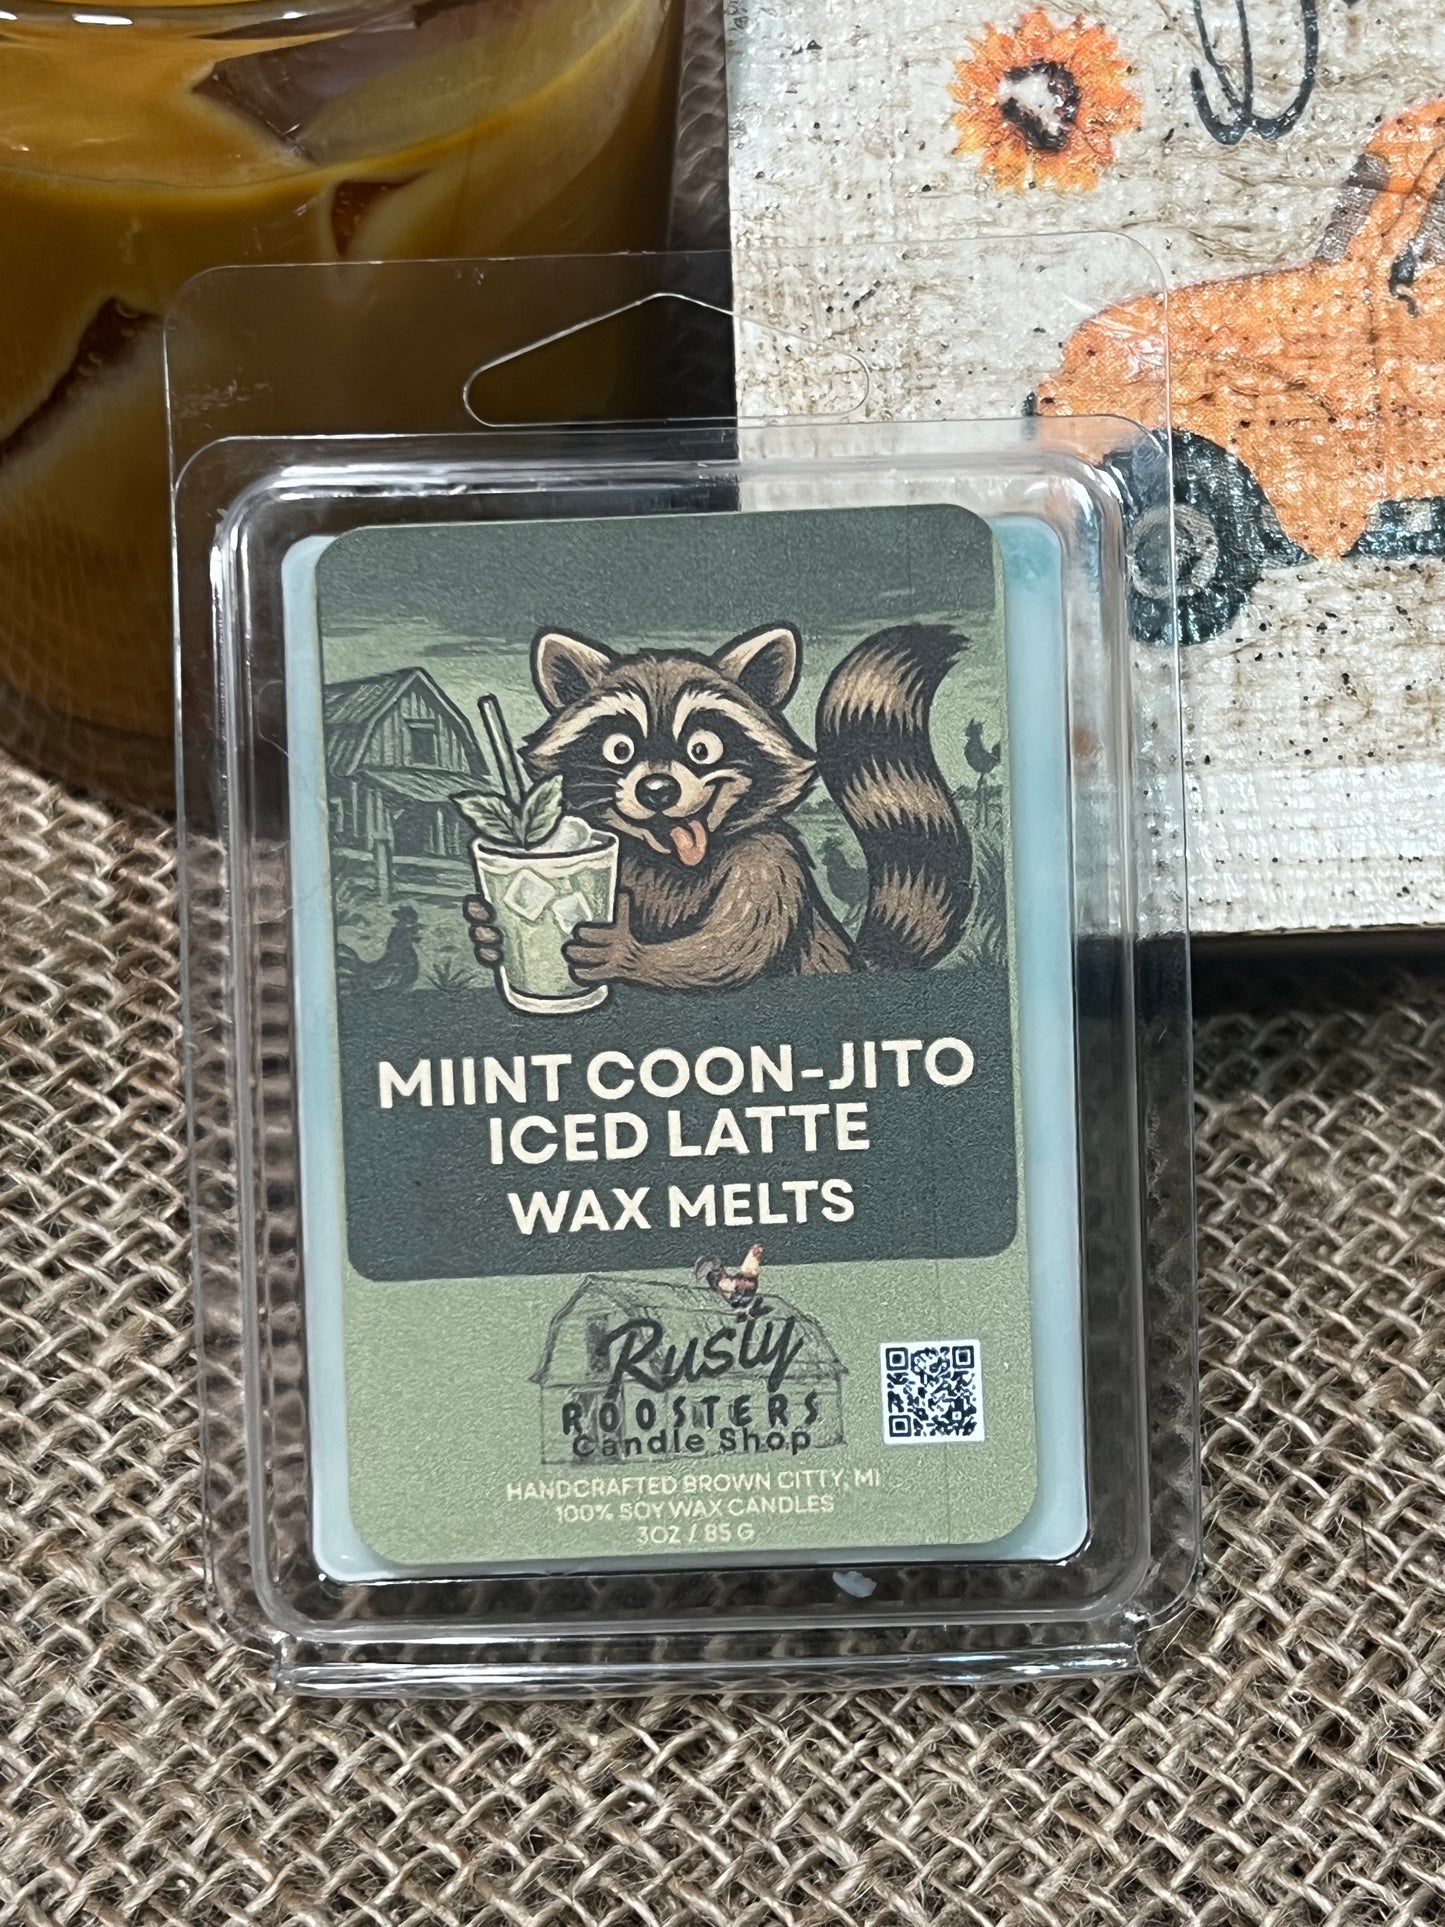 MIINT COON-JITO
ICED LATTE
WAX MELTS
Rusty
ROOSTERS
Candle Shop
HANDCRAFTED BROWN CITTY, MI
100% SOY WAX CANDLES
3OZ / 85 G